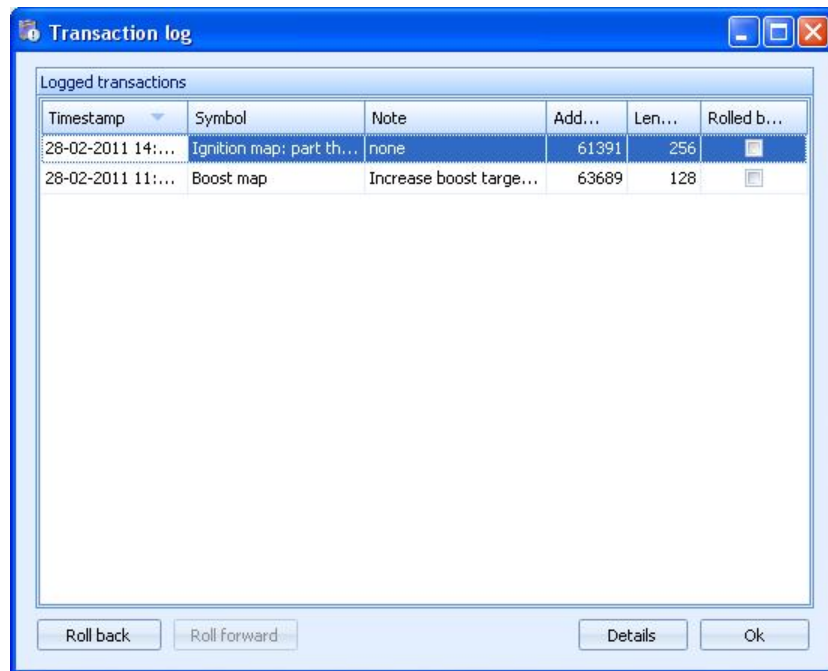 Transaction log
Logged transactions
Timestamp Symbol Note Add... Len... Rolled b...
28-02-2011 14:... Ignition map: part th... none 61391 256
28-02-2011 11:... Boost map Increase boost targe... 63689 128
Roll back Roll forward Details Ok